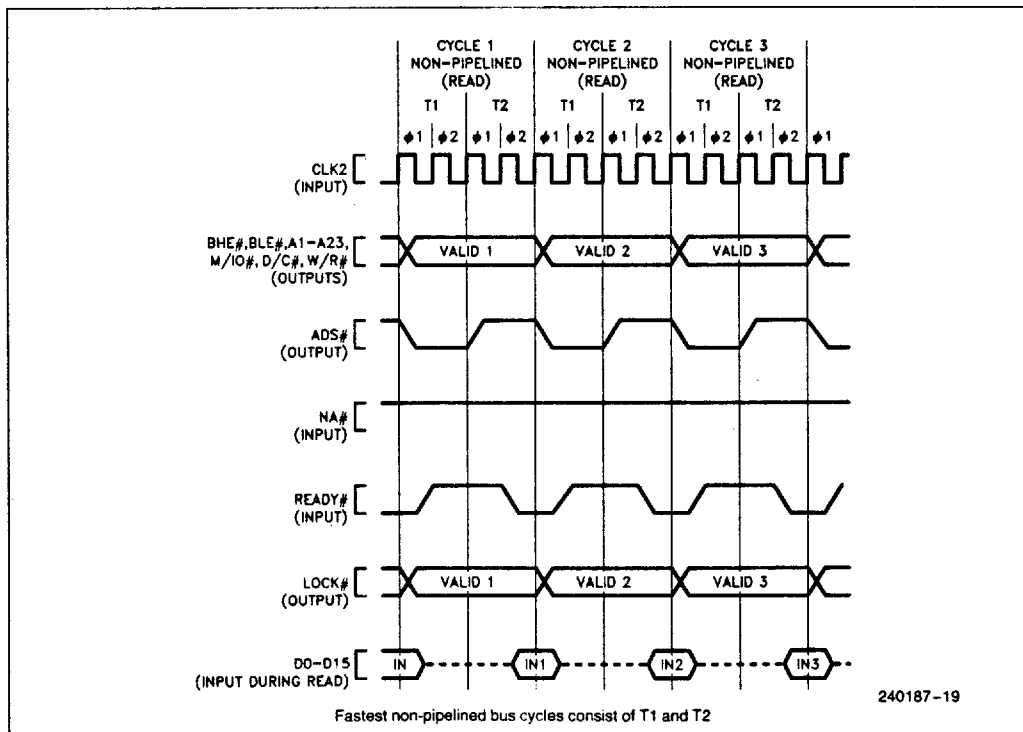 CYCLE 1
NON-PIPELINED
(READ)
CYCLE 2
NON-PIPELINED
(READ)
CYCLE 3
NON-PIPELINED
(READ)
T1 T2 T1 T2 T1 T2
ϕ1 ϕ2 ϕ1 ϕ2 ϕ1 ϕ2 ϕ1 ϕ2 ϕ1 ϕ2 ϕ1 ϕ2 ϕ1
CLK2
(INPUT)
BHE#,BLE#,A1-A23,
M/IO#,D/C#,W/R#
(OUTPUTS)
VALID 1 VALID 2 VALID 3
ADS#
(OUTPUT)
NA#
(INPUT)
READY#
(INPUT)
LOCK#
(OUTPUT)
VALID 1 VALID 2 VALID 3
D0-D15
(INPUT DURING READ)
IN IN1 IN2 IN3
240187-19
Fastest non-pipelined bus cycles consist of T1 and T2